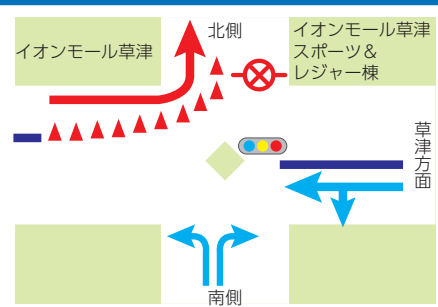 イオンモール草津
北側
イオンモール草津
スポーツ＆
レジャー棟
草津方面
南側